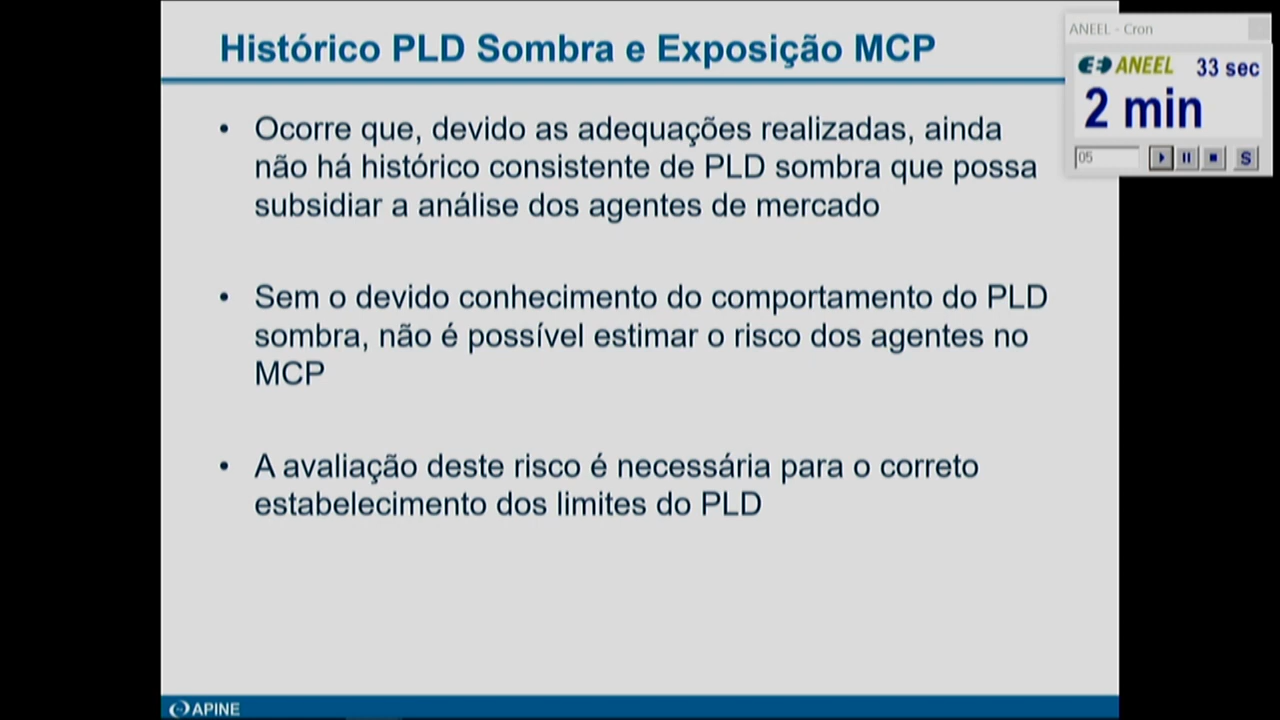 Histórico PLD Sombra e Exposição MCP
• Ocorre que, devido as adequações realizadas, ainda
não há histórico consistente de PLD sombra que possa
subsidiar a análise dos agentes de mercado
• Sem o devido conhecimento do comportamento do PLD
sombra, não é possível estimar o risco dos agentes no
MCP
• A avaliação deste risco é necessária para o correto
estabelecimento dos limites do PLD
APINE
ANEEL - Cron
ANEEL 33 sec
2 min
05 S